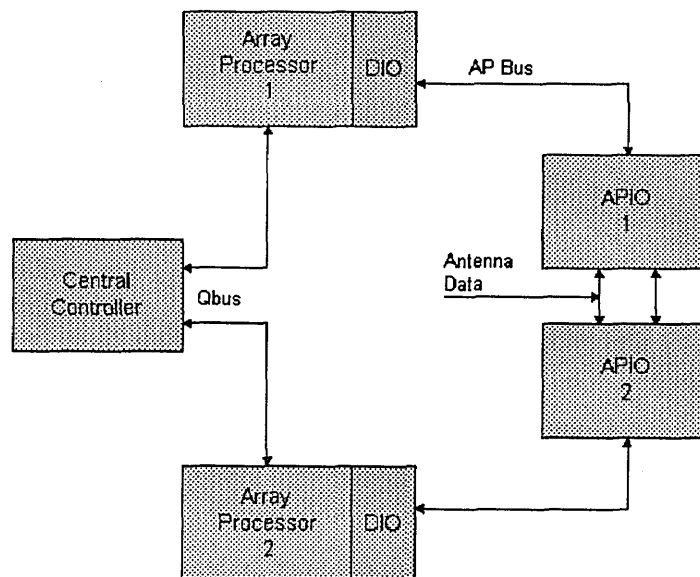 Array
Processor
1
DIO
AP Bus
APIO
1
Central
Controller
Qbus
Antenna
Data
APIO
2
Array
Processor
2
DIO